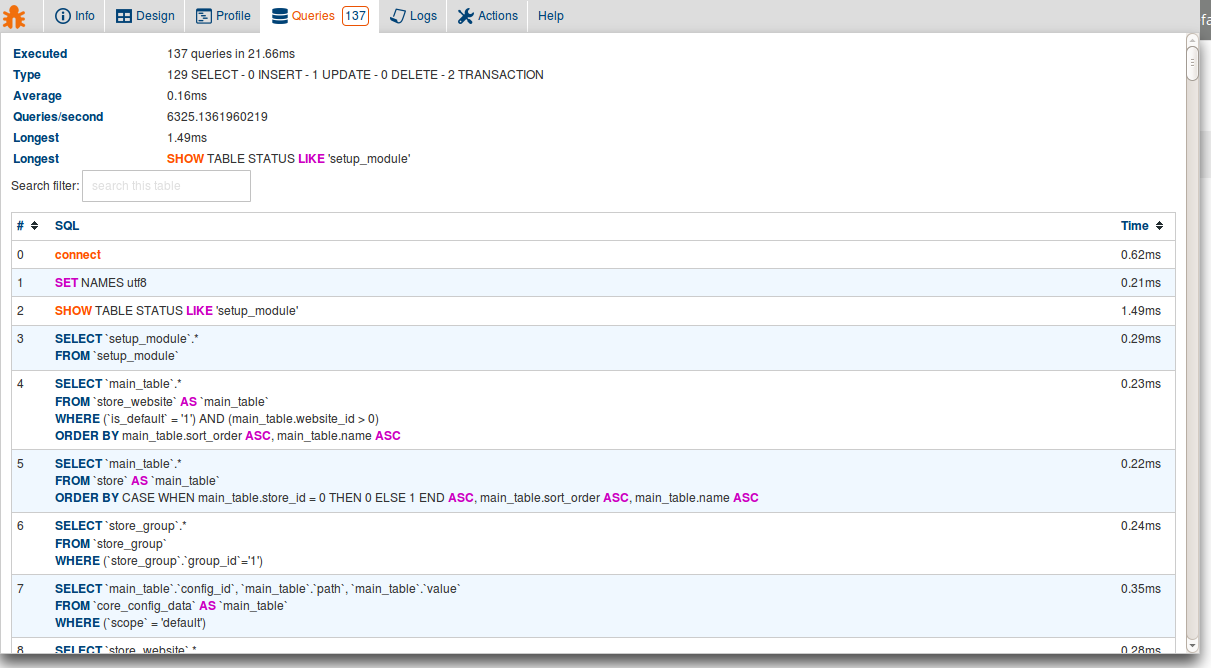 Info Design Profile Queries 137 Logs Actions Help
fa
Executed 137 queries in 21.66ms
Type 129 SELECT - 0 INSERT - 1 UPDATE - 0 DELETE - 2 TRANSACTION
Average 0.16ms
Queries/second 6325.1361960219
Longest 1.49ms
Longest SHOW TABLE STATUS LIKE 'setup_module'
Search filter: search this table
# SQL Time
0 connect 0.62ms
1 SET NAMES utf8 0.21ms
2 SHOW TABLE STATUS LIKE 'setup_module' 1.49ms
3 SELECT `setup_module`.* 0.29ms
FROM `setup_module`
4 SELECT `main_table`.* 0.23ms
FROM `store_website` AS `main_table`
WHERE (`is_default` = '1') AND (main_table.website_id > 0)
ORDER BY main_table.sort_order ASC, main_table.name ASC
5 SELECT `main_table`.* 0.22ms
FROM `store` AS `main_table`
ORDER BY CASE WHEN main_table.store_id = 0 THEN 0 ELSE 1 END ASC, main_table.sort_order ASC, main_table.name ASC
6 SELECT `store_group`.* 0.24ms
FROM `store_group`
WHERE (`store_group`.`group_id`='1')
7 SELECT `main_table`.`config_id`, `main_table`.`path`, `main_table`.`value` 0.35ms
FROM `core_config_data` AS `main_table`
WHERE (`scope` = 'default')
8 SELECT `store_website`.* 0.28ms